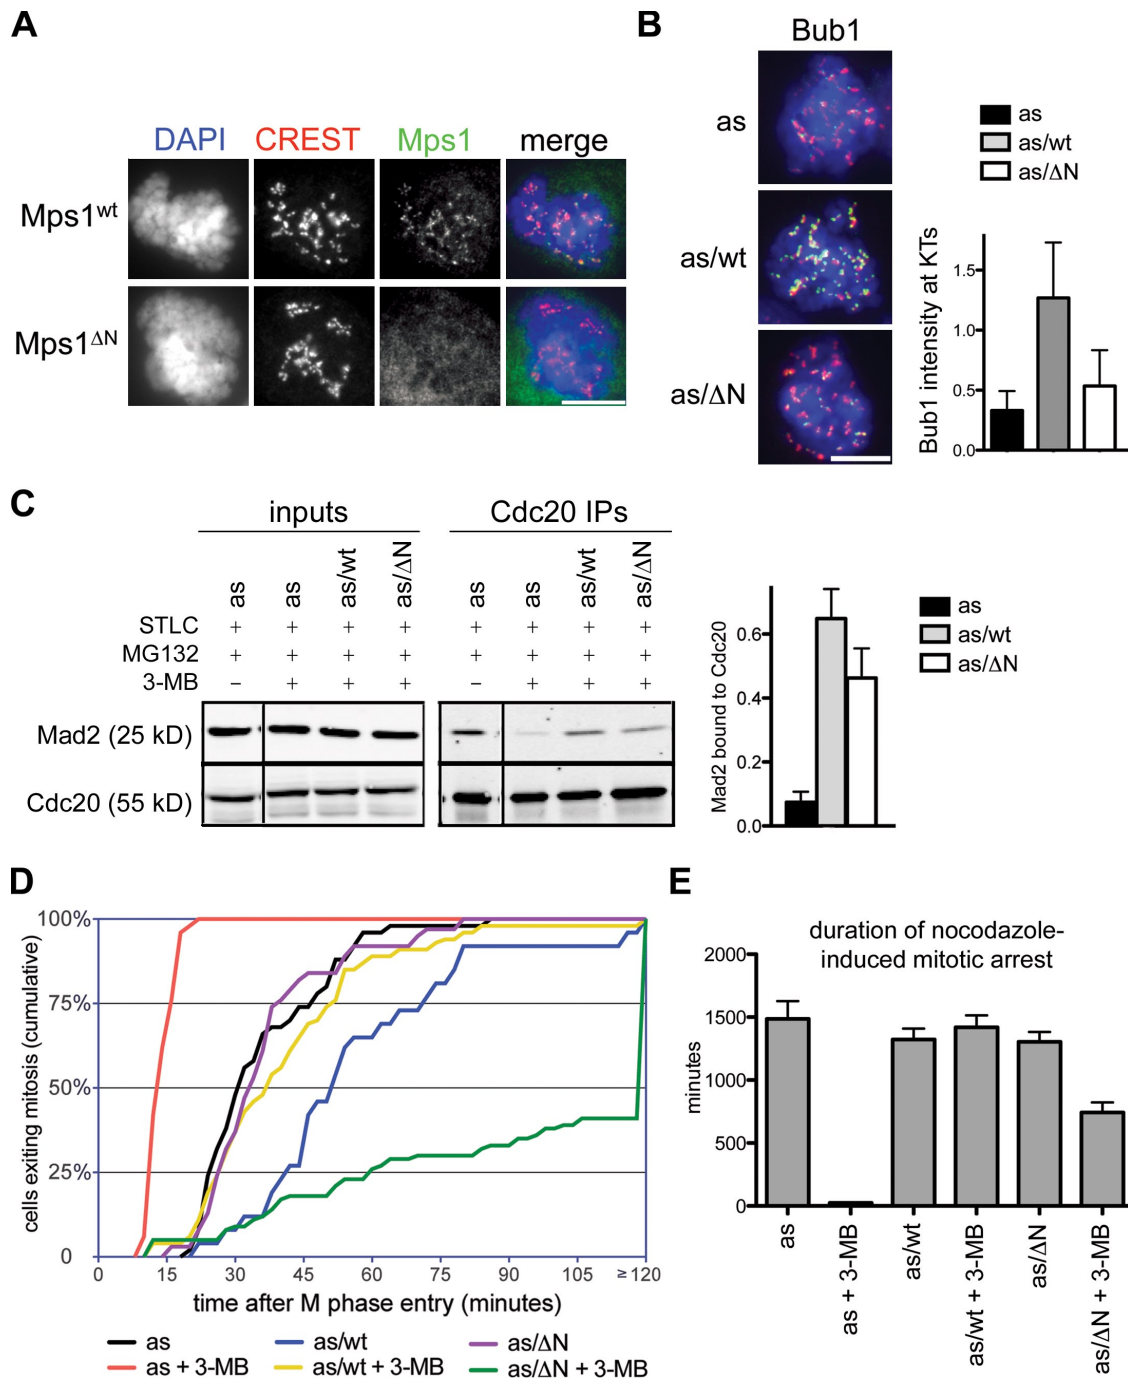 A
DAPI CREST Mps1 merge
Mps1wt
Mps1ΔN
B
Bub1
as
as/wt
as/ΔN
as
as/wt
as/ΔN
Bub1 intensity at KTs
1.5
1.0
0.5
0.0
C
inputs Cdc20 IPs
as as as/wt as/ΔN as as as/wt as/ΔN
STLC + + + + + + + +
MG132 + + + + + + + +
3-MB – + + + – + + +
Mad2 (25 kD)
Cdc20 (55 kD)
Mad2 bound to Cdc20
0.6
0.4
0.2
0.0
as
as/wt
as/ΔN
D
cells exiting mitosis (cumulative)
100%
75%
50%
25%
0
0 15 30 45 60 75 90 105 ≥120
time after M phase entry (minutes)
as as/wt as/ΔN
as + 3-MB as/wt + 3-MB as/ΔN + 3-MB
E
duration of nocodazole-
induced mitotic arrest
minutes
2000
1500
1000
500
0
as
as + 3-MB
as/wt
as/wt + 3-MB
as/ΔN
as/ΔN + 3-MB